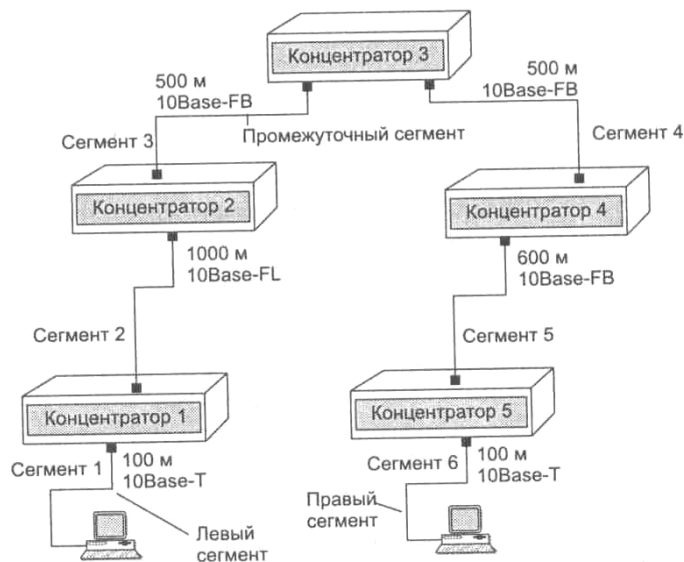 Концентратор 3
500 м
10Base-FB
500 м
10Base-FB
Сегмент 3
Промежуточный сегмент
Сегмент 4
Концентратор 2
Концентратор 4
1000 м
10Base-FL
600 м
10Base-FB
Сегмент 2
Сегмент 5
Концентратор 1
Концентратор 5
Сегмент 1
100 м
10Base-T
Сегмент 6
100 м
10Base-T
Левый
сегмент
Правый
сегмент